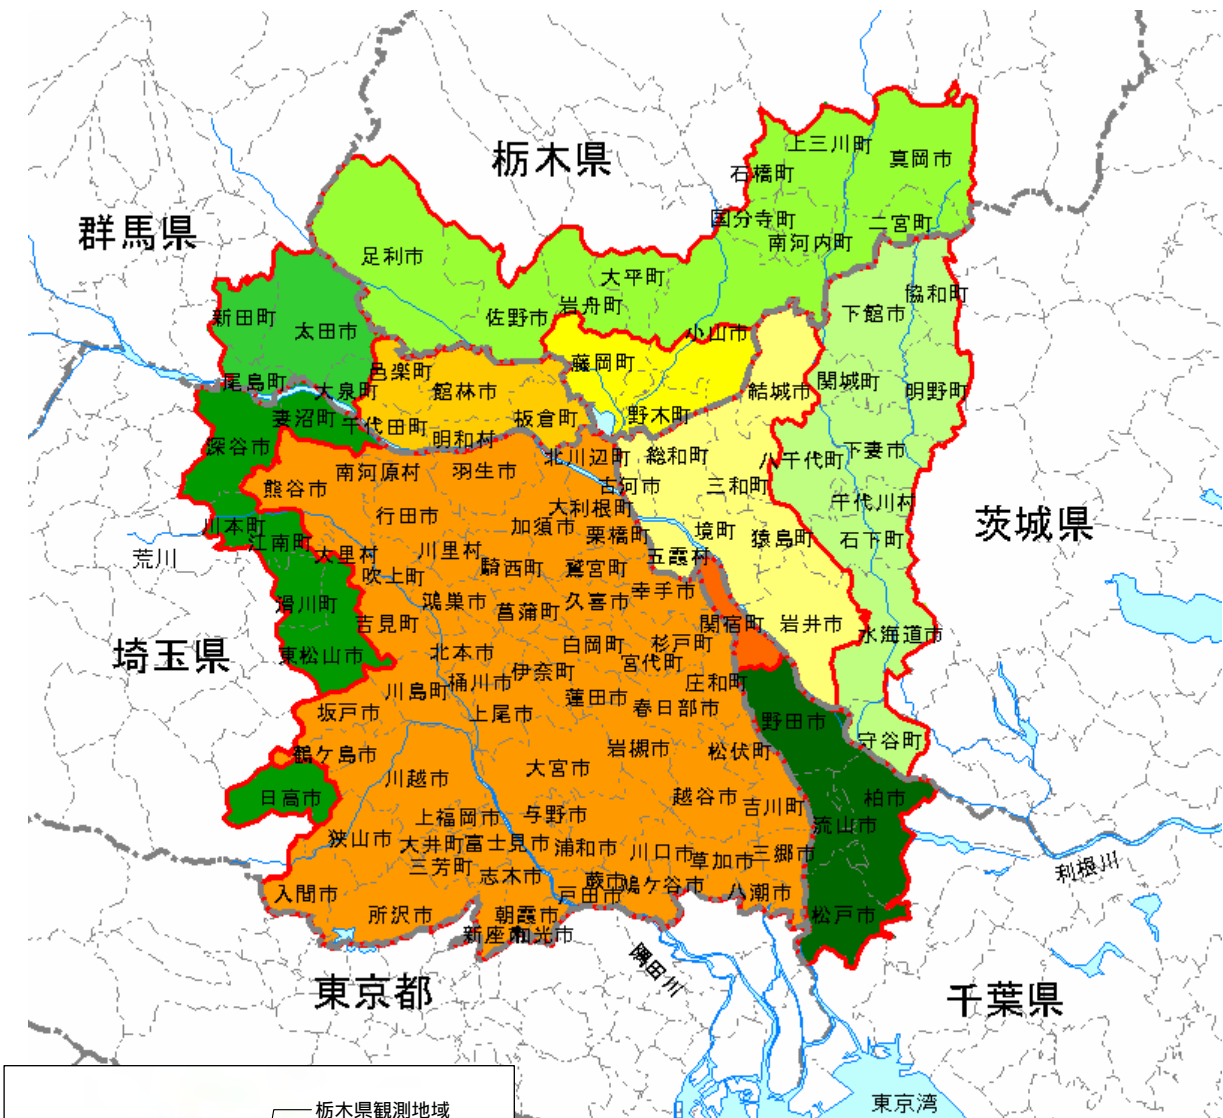 栃木県
群馬県
上三川町
真岡市
石橋町
国分寺町
二宮町
南河内町
足利市
大平町
協和町
岩舟町
下館市
新田町
太田市
佐野市
小山市
藤岡町
邑楽町
尾島町
大泉町
館林市
結城市
関城町
明野町
妻沼町
千代田町
板倉町
野木町
明和村
深谷市
北川辺町
総和町
八千代町
下妻市
南河原村
羽生市
熊谷市
古河市
三和町
千代川村
大利根町
行田市
加須市
栗橋町
川本町
江南町
境町
猿島町
石下町
茨城県
荒川
大里村
川里村
五霞村
吹上町
騎西町
鷲宮町
幸手市
滑川町
鴻巣市
菖蒲町
久喜市
吉見町
関宿町
岩井市
水海道市
埼玉県
東松山市
北本市
白岡町
杉戸町
宮代町
伊奈町
川島町
桶川市
庄和町
蓮田市
春日部市
坂戸市
上尾市
野田市
守谷町
鶴ケ島市
岩槻市
松伏町
大宮市
川越市
日高市
越谷市
吉川町
柏市
上福岡市
与野市
流山市
狭山市
大井町
富士見市
浦和市
川口市
草加市
三郷市
三芳町
志木市
蕨市
鳩ケ谷市
利根川
入間市
戸田市
八潮市
所沢市
朝霞市
松戸市
新座市
和光市
隅田川
東京都
千葉県
東京湾
栃木県観測地域